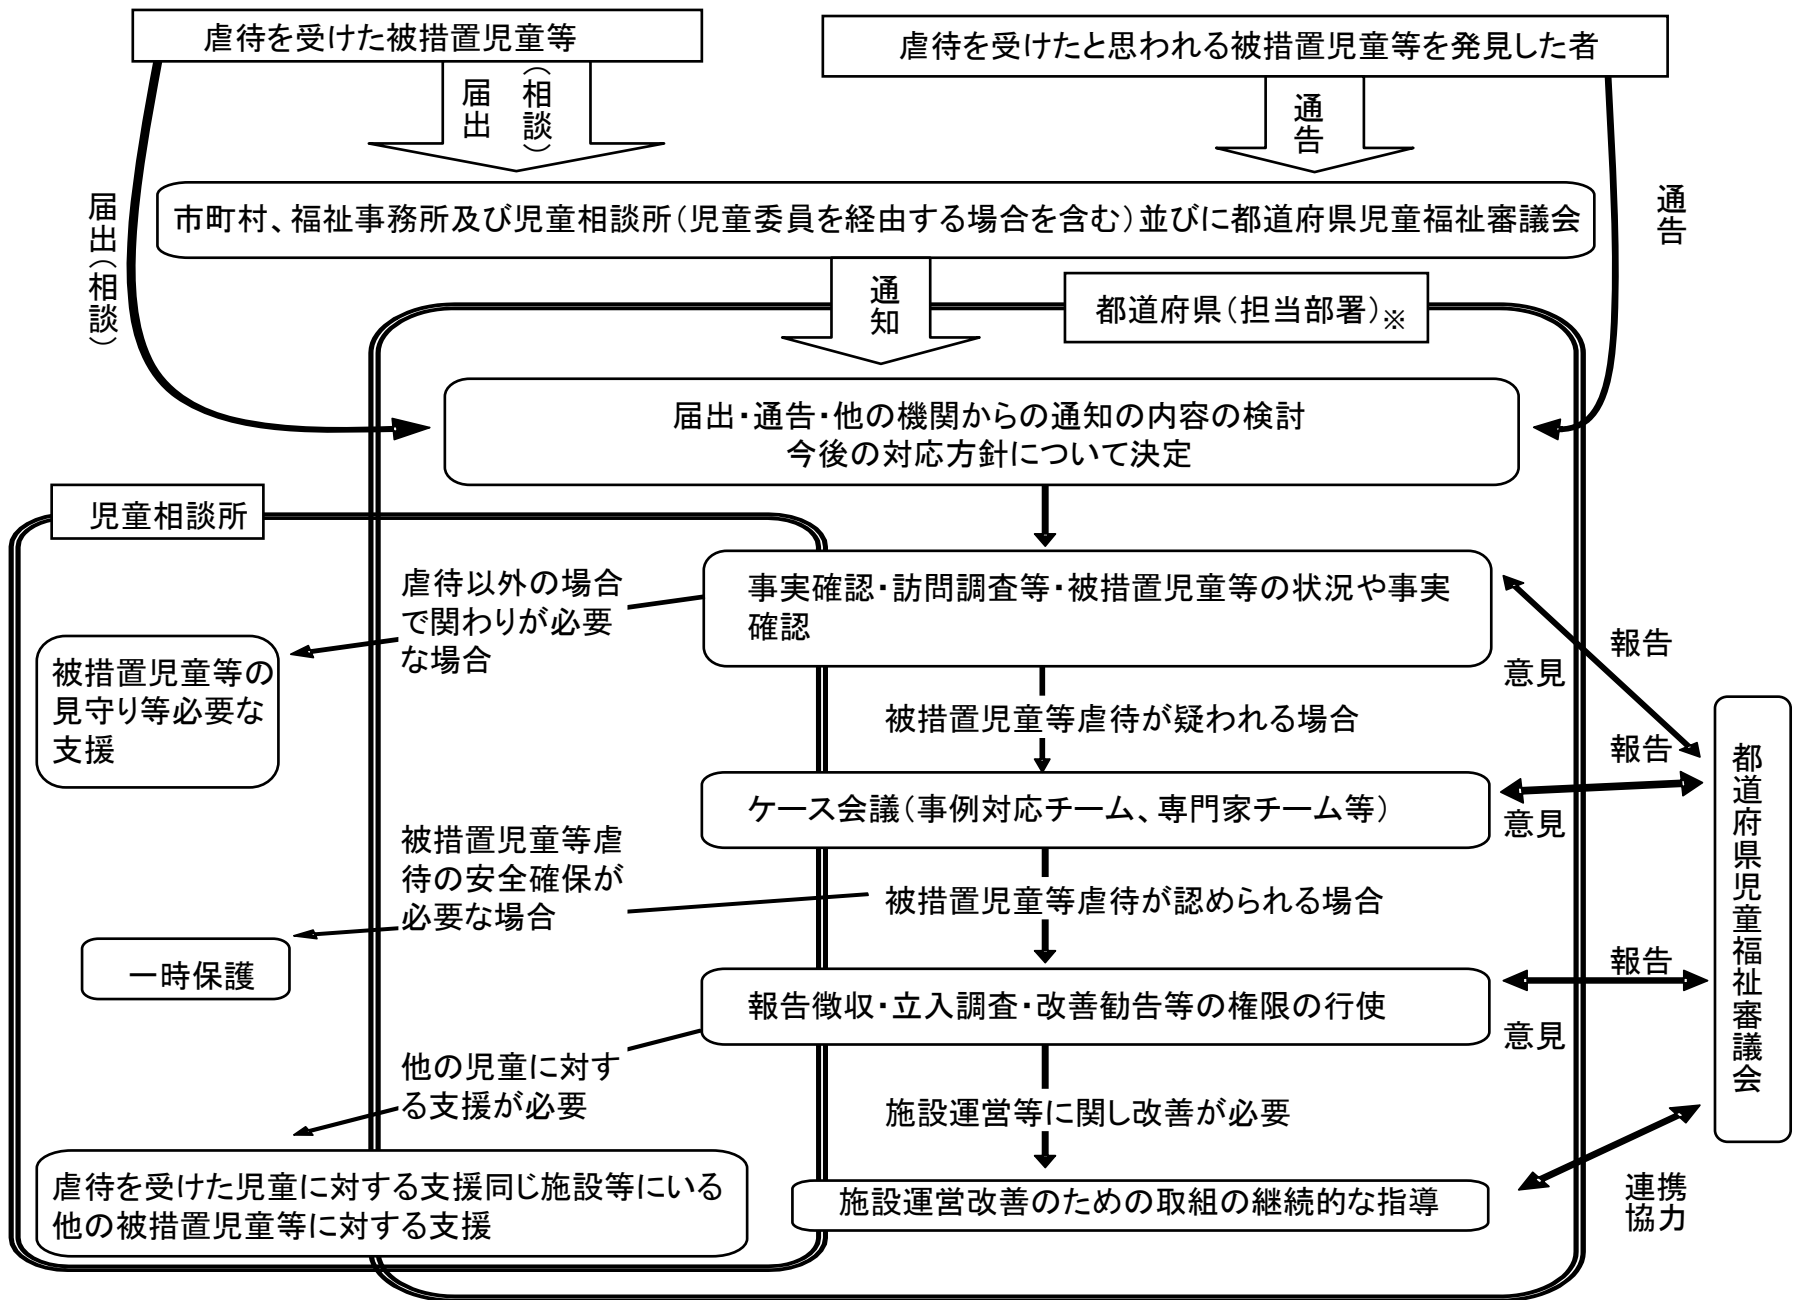 虐待を受けた被措置児童等
虐待を受けたと思われる被措置児童等を発見した者
届出
（相談）
通告
届出（相談）
通告
市町村、福祉事務所及び児童相談所（児童委員を経由する場合を含む）並びに都道府県児童福祉審議会
通知
都道府県（担当部署）※
届出・通告・他の機関からの通知の内容の検討
今後の対応方針について決定
児童相談所
虐待以外の場合
で関わりが必要
な場合
事実確認・訪問調査等・被措置児童等の状況や事実
確認
報告
意見
被措置児童等の
見守り等必要な
支援
被措置児童等虐待が疑われる場合
報告
ケース会議（事例対応チーム、専門家チーム等）
意見
都道府県児童福祉審議会
被措置児童等虐
待の安全確保が
必要な場合
被措置児童等虐待が認められる場合
一時保護
報告
報告徴収・立入調査・改善勧告等の権限の行使
意見
他の児童に対す
る支援が必要
施設運営等に関し改善が必要
虐待を受けた児童に対する支援同じ施設等にいる
他の被措置児童等に対する支援
施設運営改善のための取組の継続的な指導
連携
協力